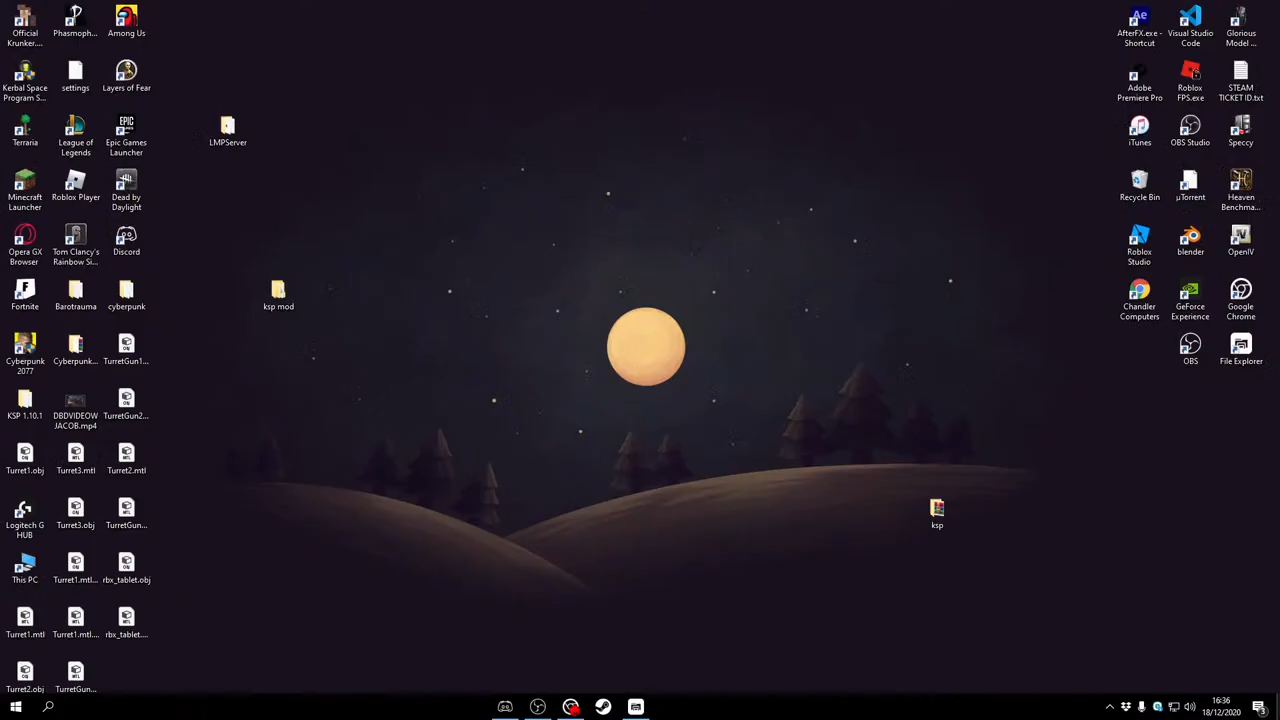 Official
Krunker....
Phasmoph...
Among Us
Kerbal Space
Program S...
settings
Layers of Fear
Terraria
League of
Legends
EPIC
GAMES
Epic Games
Launcher
Minecraft
Launcher
Roblox Player
Dead by
Daylight
Opera GX
Browser
Tom Clancy's
Rainbow Si...
Discord
Fortnite
Barotrauma
cyberpunk
Cyberpunk
2077
Cyberpunk...
TurretGun1...
KSP 1.10.1
DBDVIDEOW
JACOB.mp4
TurretGun2...
Turret1.obj
Turret3.mtl
Turret2.mtl
Logitech G
HUB
Turret3.obj
TurretGun...
This PC
Turret1.mtl...
rbx_tablet.obj
Turret1.mtl
Turret1.mtl....
rbx_tablet....
Turret2.obj
TurretGun...
LMPServer
ksp mod
ksp
Ae
AfterFX.exe -
Shortcut
Visual Studio
Code
Glorious
Model ...
Adobe
Premiere Pro
Roblox
FPS.exe
STEAM
TICKET ID.txt
iTunes
OBS Studio
Speccy
Recycle Bin
µTorrent
Heaven
Benchma...
Roblox
Studio
blender
OpenIV
Chandler
Computers
GeForce
Experience
Google
Chrome
OBS
File Explorer
16:36
18/12/2020